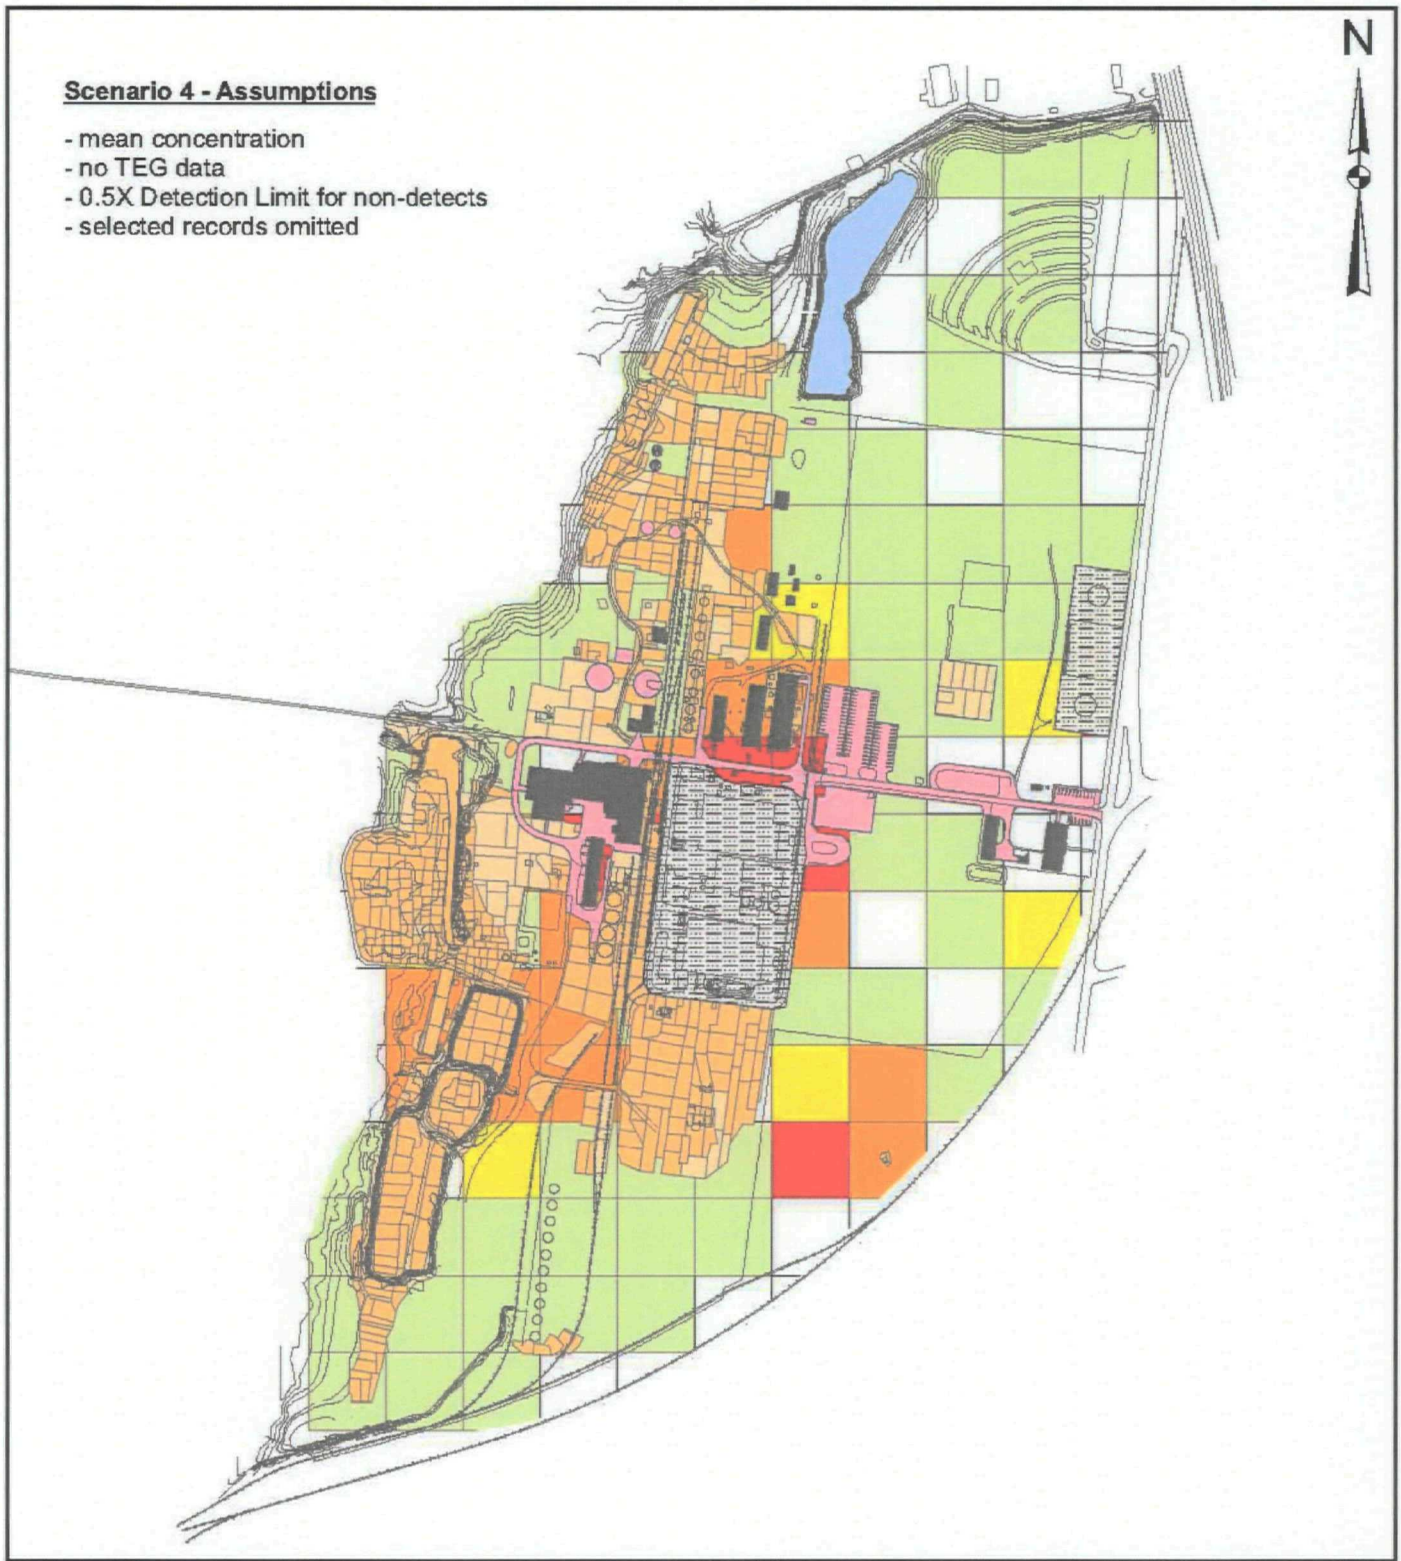 N
Scenario 4 - Assumptions
- mean concentration
- no TEG data
- 0.5X Detection Limit for non-detects
- selected records omitted